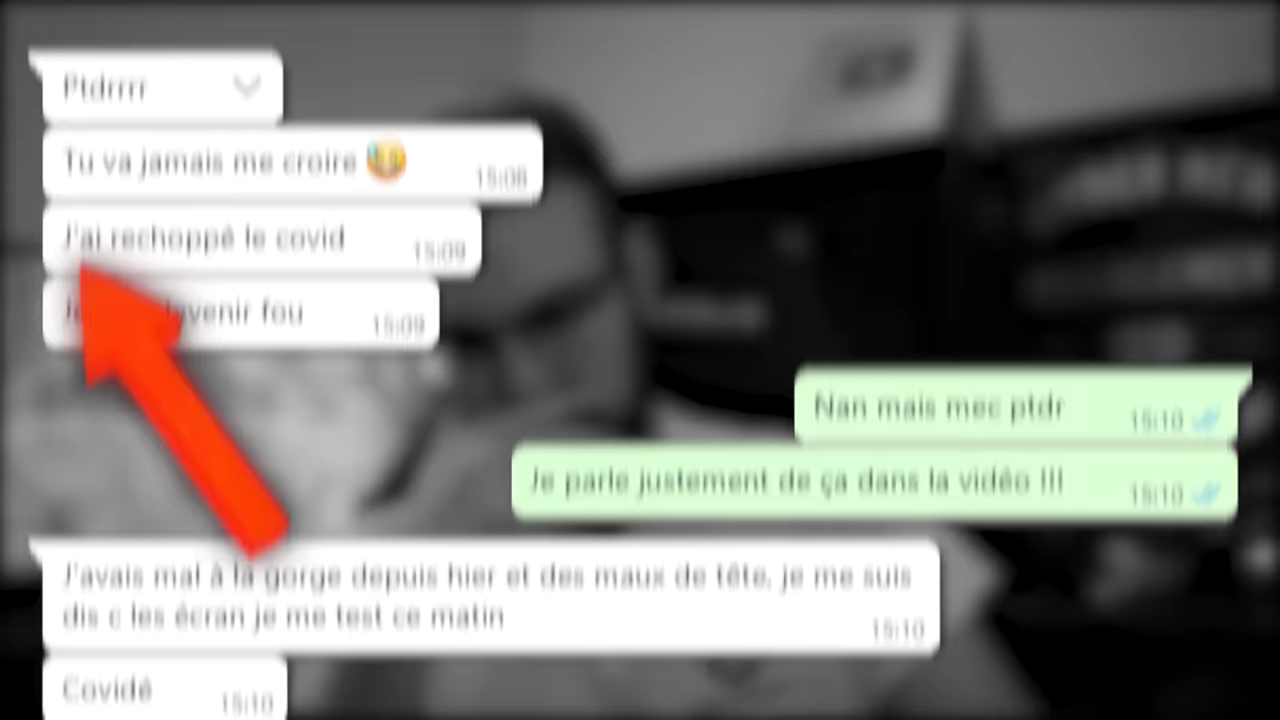 Ptdrrrr
Tu va jamais me croire 😅
15:08
J'ai rechoppé le covid
15:09
devenir fou
15:09
Nan mais mec ptdr
15:10
Je parle justement de ça dans la vidéo !!!
15:10
J'avais mal à la gorge depuis hier et des maux de tête, je me suis
dis c les écran je me test ce matin
15:10
Covidé
15:10